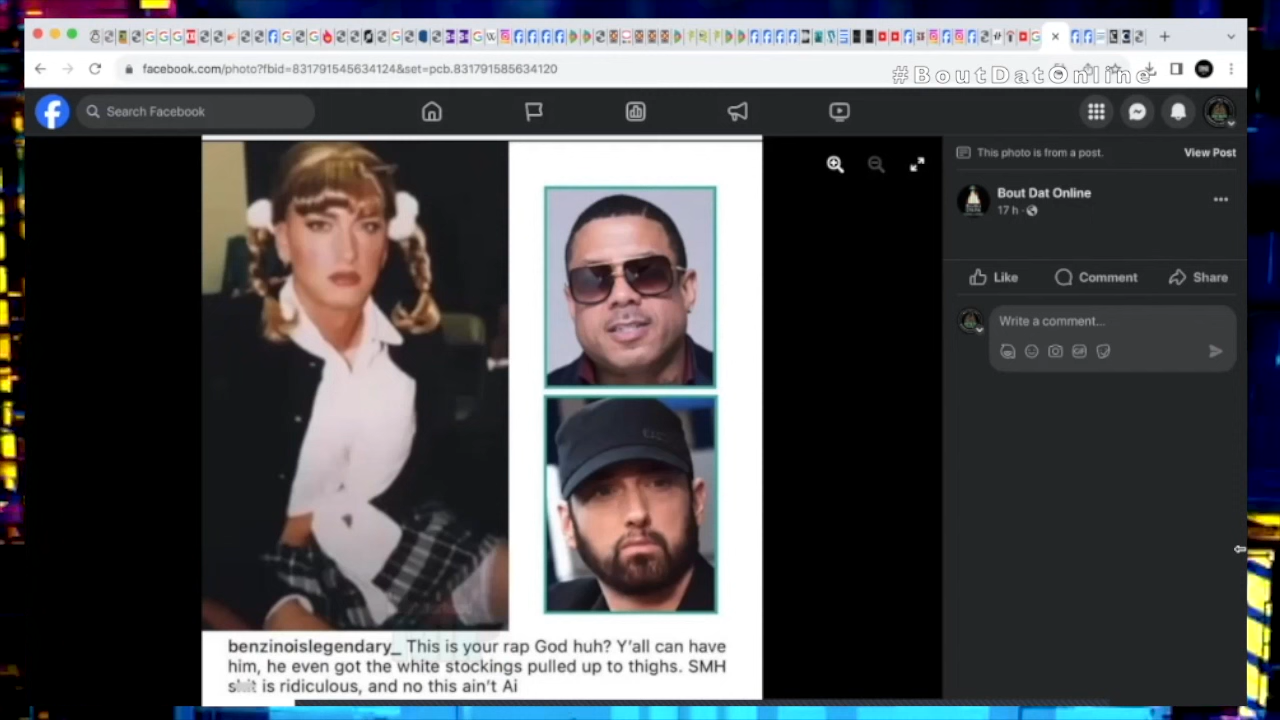 facebook.com/photo?fbid=831791545634124&set=pcb.831791585634120
#BoutDatOnline
Search Facebook
This photo is from a post.
View Post
Bout Dat Online
17 h
Like
Comment
Share
Write a comment...
GIF
benzinoislegendary_ This is your rap God huh? Y'all can have
him, he even got the white stockings pulled up to thighs. SMH
shit is ridiculous, and no this ain't Ai